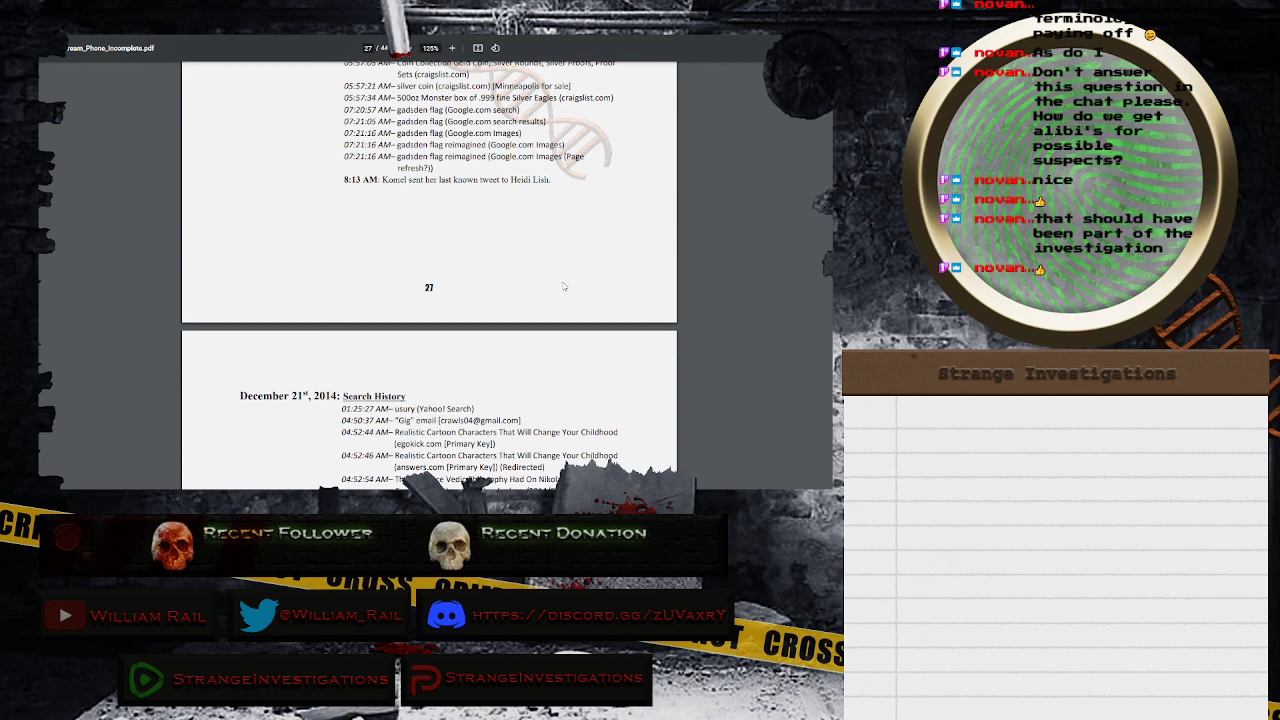 ream_Phone_Incomplete.pdf
27 / 44
125%
05:57:05 AM– Coin Collection Gold Coin, Silver Rounds, Silver Proofs, Proof
Sets (craigslist.com)
05:57:21 AM– silver coin (craigslist.com) [Minneapolis for sale]
05:57:34 AM– 500oz Monster box of .999 fine Silver Eagles (craigslist.com)
07:20:57 AM– gadsden flag (Google.com search)
07:21:05 AM– gadsden flag (Google.com search results)
07:21:16 AM– gadsden flag (Google.com Images)
07:21:16 AM– gadsden flag reimagined (Google.com Images)
07:21:16 AM– gadsden flag reimagined (Google.com Images (Page
refresh?))
8:13 AM: Komel sent her last known tweet to Heidi Lish.
27
December 21st, 2014: Search History
01:25:27 AM– usury (Yahoo! Search)
04:50:37 AM– "Gig" email [crawls04@gmail.com]
04:52:44 AM– Realistic Cartoon Characters That Will Change Your Childhood
(egokick.com [Primary Key])
04:52:46 AM– Realistic Cartoon Characters That Will Change Your Childhood
(answers.com [Primary Key]) (Redirected)
04:52:54 AM–
novan...
paying off 😊
novan...As do I
novan...Don't answer
this question in
the chat please.
How do we get
alibi's for
possible
suspects?
novan...nice
novan...👍
novan...that should have
been part of the
investigation
novan...👍
Strange Investigations
Recent Follower
Recent Donation
William Rail
@William_Rail
https://discord.gg/zUVaxrY
StrangeInvestigations
StrangeInvestigations
CROSS